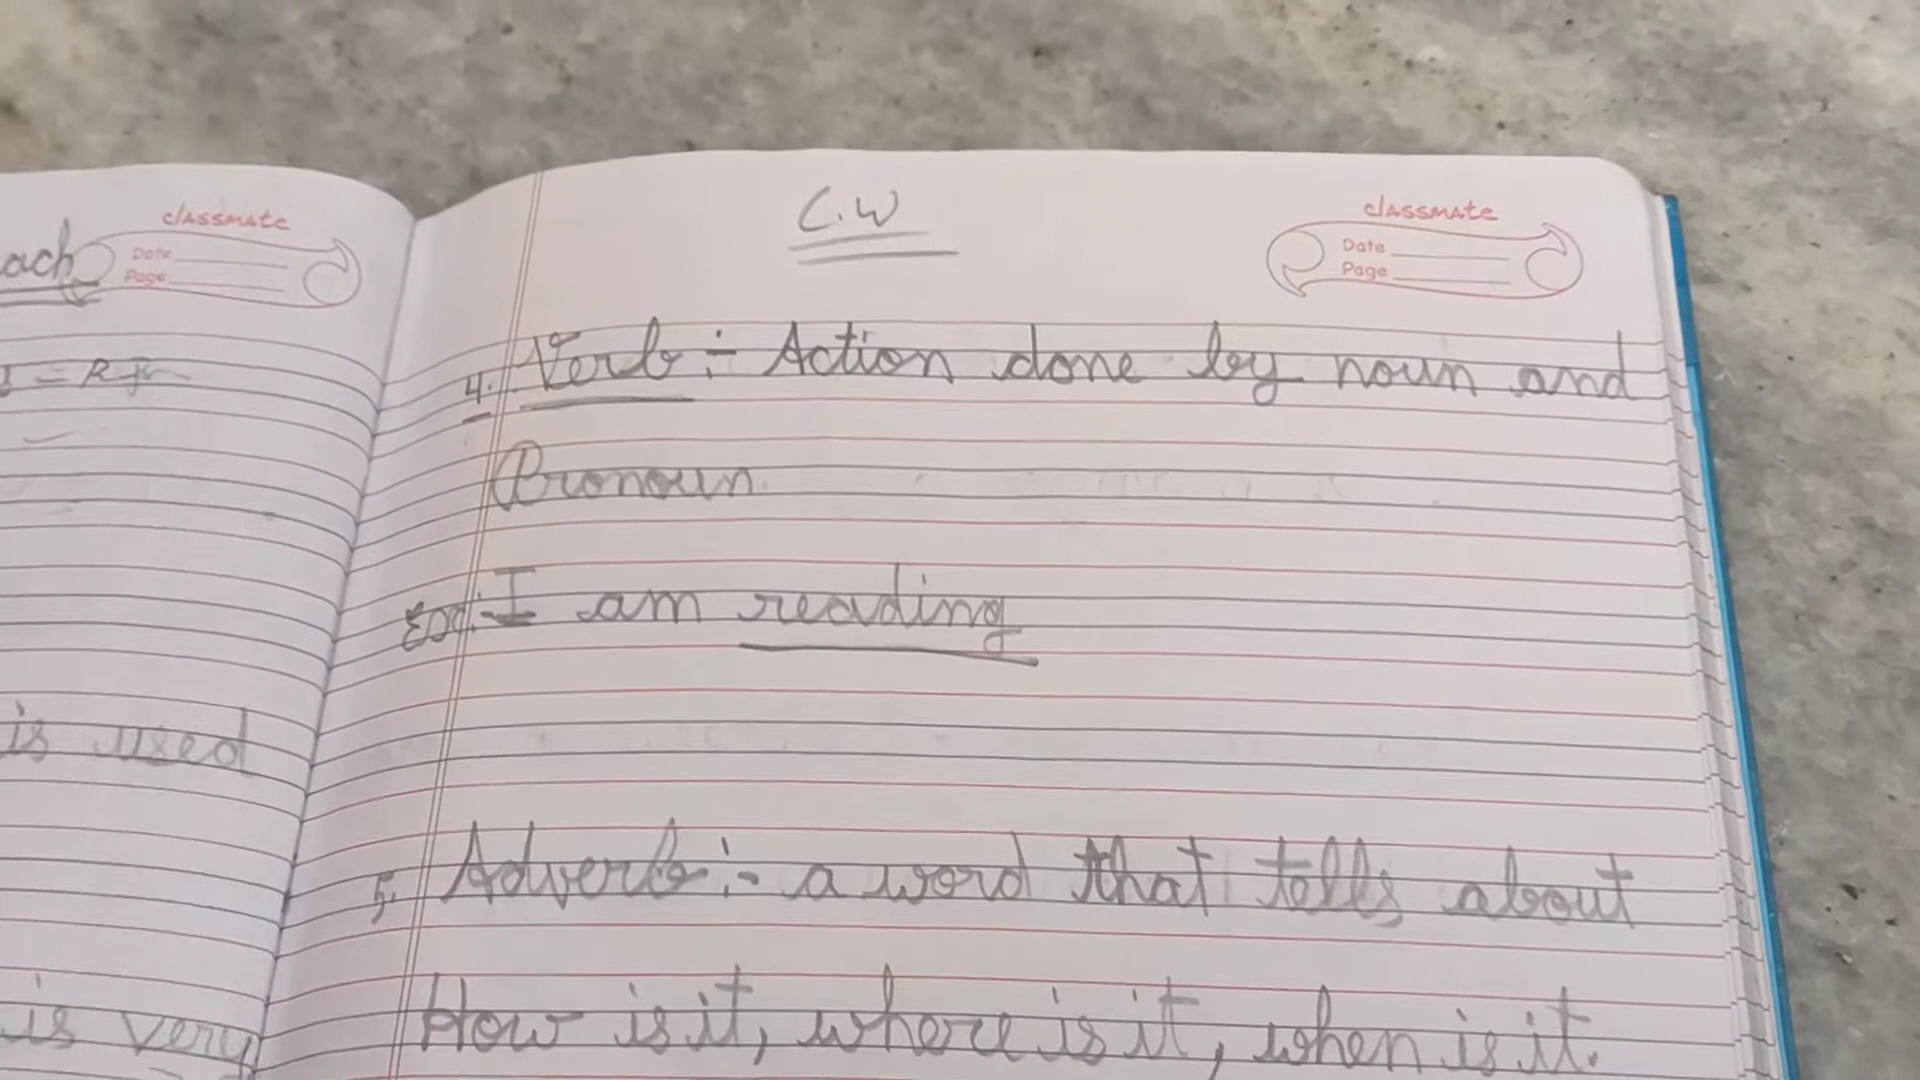 ach
classmate
Date
Page
is used
is very
C.W
classmate
Date
Page
4. Verb :- Action done by noun and
Pronoun.
I am reading
5. Adverb :- a word that tells about
How is it, where is it, when is it.